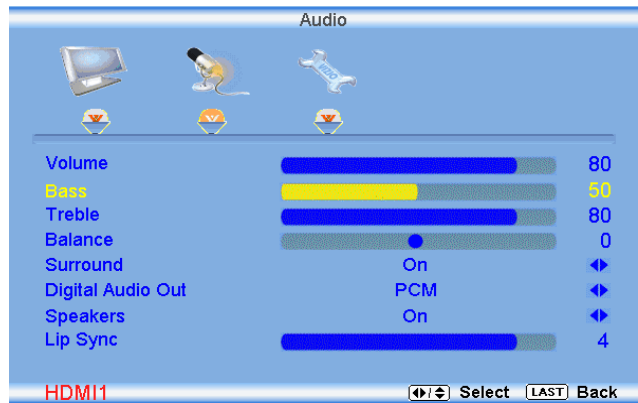 Audio
VIZIO
Volume 80
Bass 50
Treble 80
Balance 0
Surround On
Digital Audio Out PCM
Speakers On
Lip Sync 4
HDMI1 Select LAST Back